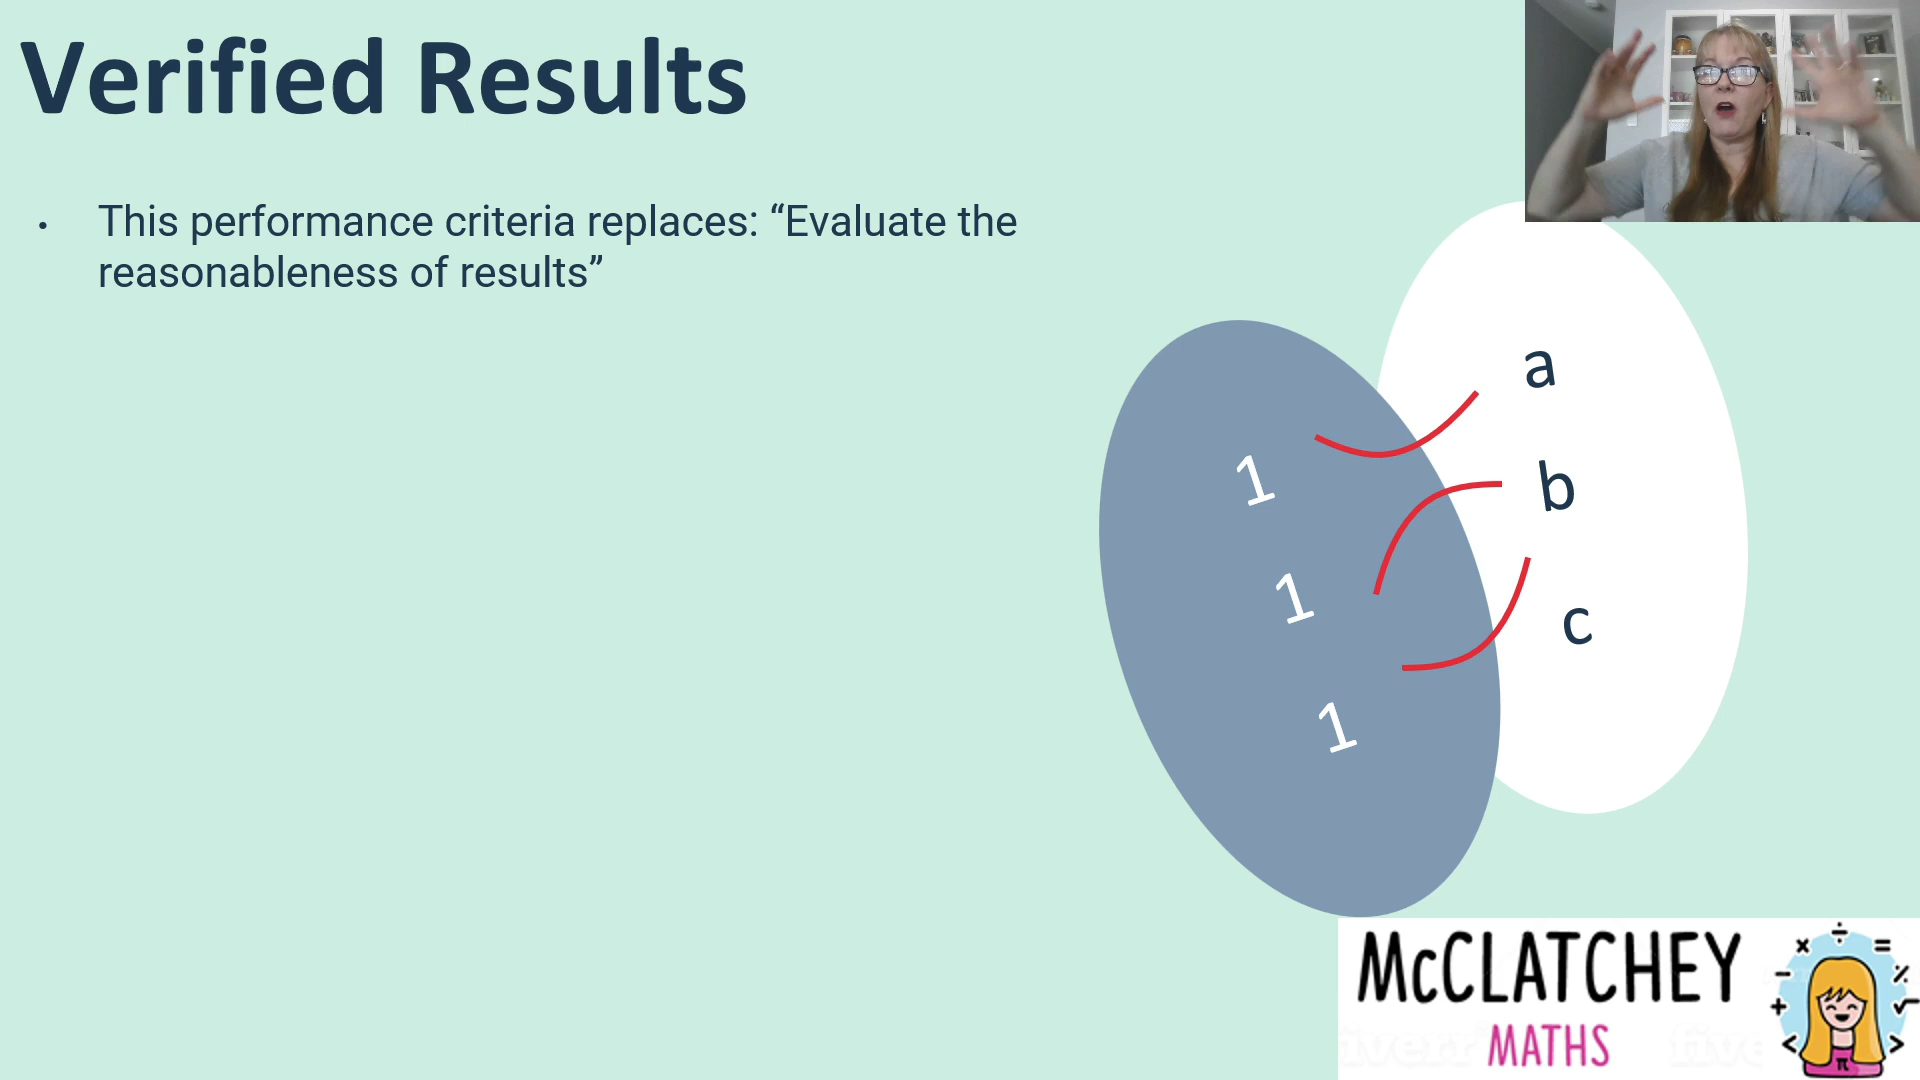 Verified Results
• This performance criteria replaces: “Evaluate the
reasonableness of results”
a
b
c
1
1
1
McCLATCHEY
MATHS
× ÷ =
− %
+ √
< >
π